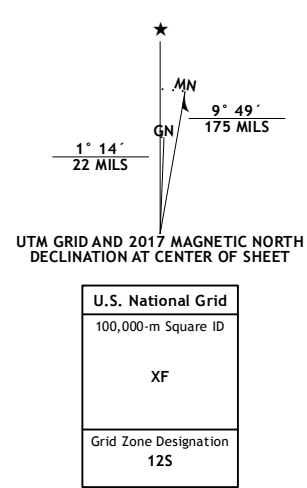 ★
MN
9° 49´
175 MILS
GN
1° 14´
22 MILS
UTM GRID AND 2017 MAGNETIC NORTH
DECLINATION AT CENTER OF SHEET
U.S. National Grid
100,000-m Square ID
XF
Grid Zone Designation
12S